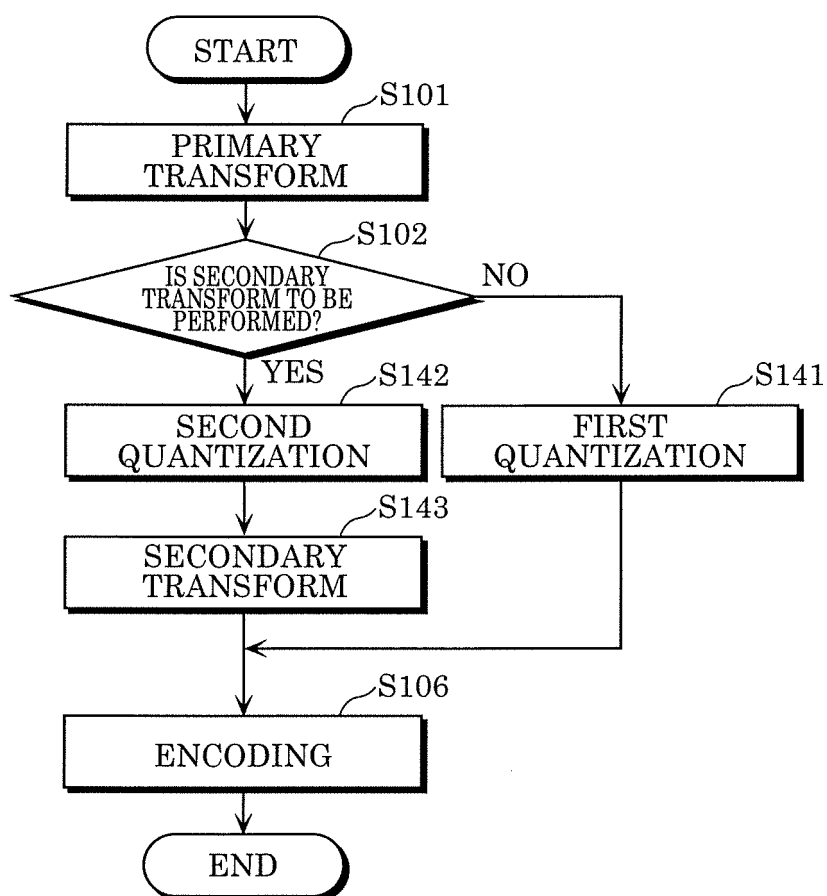 START
S101
PRIMARY
TRANSFORM
S102
IS SECONDARY
TRANSFORM TO BE
PERFORMED?
NO
YES
S142
SECOND
QUANTIZATION
S141
FIRST
QUANTIZATION
S143
SECONDARY
TRANSFORM
S106
ENCODING
END